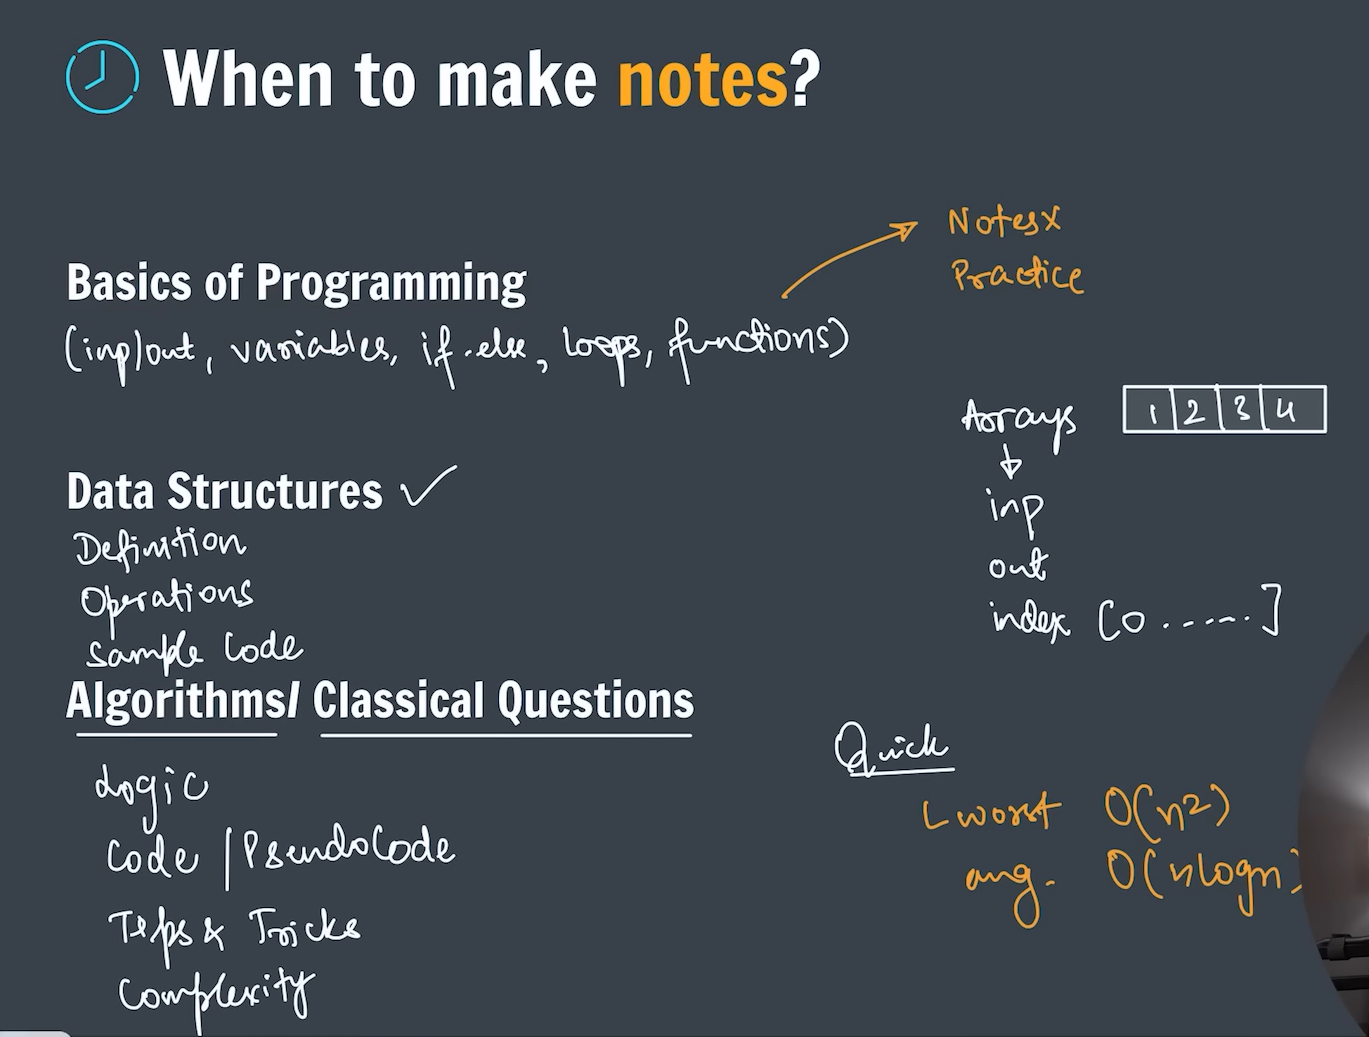 When to make notes?
Notes x
Practice
Basics of Programming
(inp/out, variables, if-else, loops, functions)
Arrays 1 2 3 4
inp
out
index [0 ......]
Data Structures ✓
Definition
Operations
Sample Code
Algorithms/ Classical Questions
Logic
Code / PseudoCode
Tips & Tricks
Complexity
Quick
worst O(n2)
avg. O(nlogn)